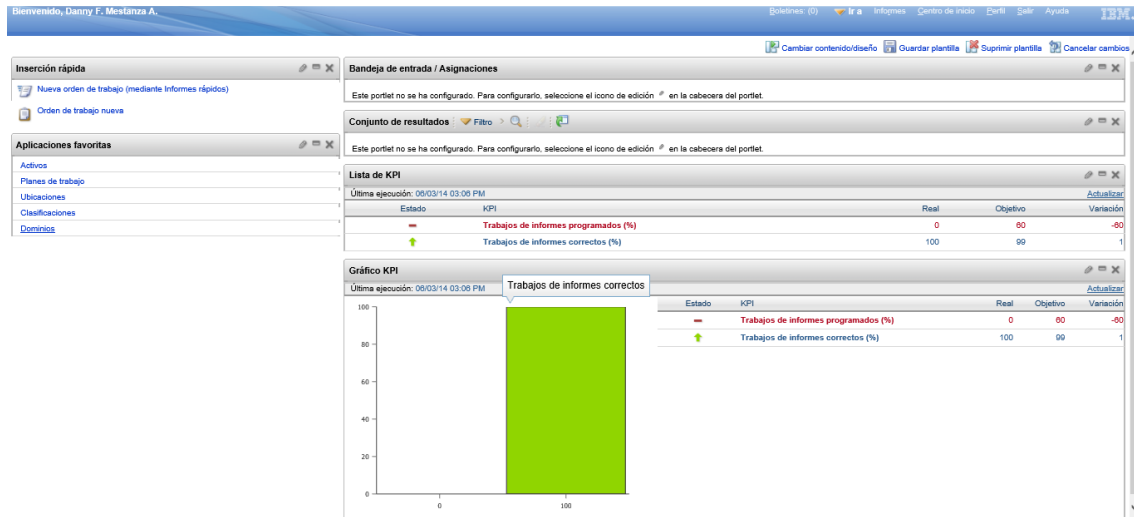 Bienvenido, Danny F. Mestanza A.
Boletines: (0) Ir a Informes Centro de inicio Perfil Salir Ayuda IBM.
Cambiar contenido/diseño Guardar plantilla Suprimir plantilla Cancelar cambios
Inserción rápida
Nueva orden de trabajo (mediante Informes rápidos)
Orden de trabajo nueva
Aplicaciones favoritas
Activos
Planes de trabajo
Ubicaciones
Clasificaciones
Dominios
Bandeja de entrada / Asignaciones
Este portlet no se ha configurado. Para configurarlo, seleccione el icono de edición en la cabecera del portlet.
Conjunto de resultados Filtro >
Este portlet no se ha configurado. Para configurarlo, seleccione el icono de edición en la cabecera del portlet.
Lista de KPI
Última ejecución: 06/03/14 03:06 PM Actualizar
Estado KPI Real Objetivo Variación
Trabajos de informes programados (%) 0 60 -60
Trabajos de informes correctos (%) 100 99 1
Gráfico KPI
Última ejecución: 06/03/14 03:06 PM Actualizar
Trabajos de informes correctos
100
80
60
40
20
0
0 100
Estado KPI Real Objetivo Variación
Trabajos de informes programados (%) 0 60 -60
Trabajos de informes correctos (%) 100 99 1